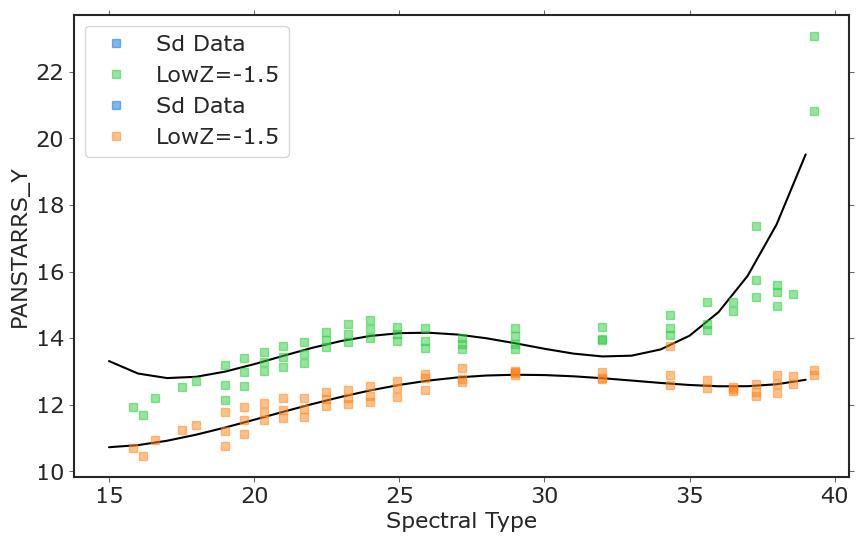 Sd Data
LowZ=-1.5
Sd Data
LowZ=-1.5
22
20
18
16
14
12
10
PANSTARRS_Y
15 20 25 30 35 40
Spectral Type